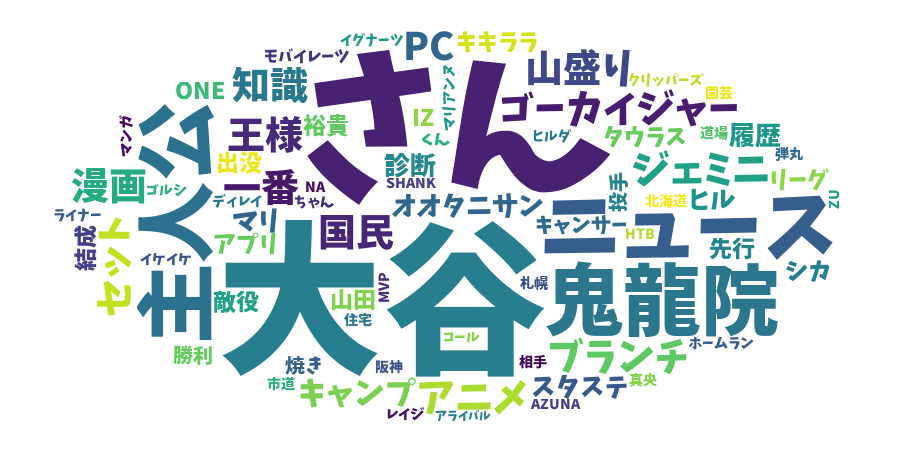 イグナーツ
PC
キキララ
モバイレーツ
さん
山盛り
クリッパーズ
ONE
知識
マリアンヌ
国芸
ゴーカイジャー
マンガ
主人公
王様
裕貴
IZ
くん
ヒルダ
タウラス
道場
履歴
出没
診断
弾丸
漫画
ゴルシ
一番
NA
SHANK
ジェミニ
リーグ
ディレイ
ちゃん
投手
北海道
ヒル
ZU
ライナー
マリ
オオタニサン
キャンサー
ニュース
結成
セット
アプリ
国民
HTB
先行
イケイケ
シカ
大谷
鬼龍院
敵役
山田
MVP
札幌
住宅
コール
ホームラン
勝利
焼き
阪神
相手
ブランチ
市道
キャンプ
アニメ
スタステ
真央
レイジ
アライバル
AZUNA